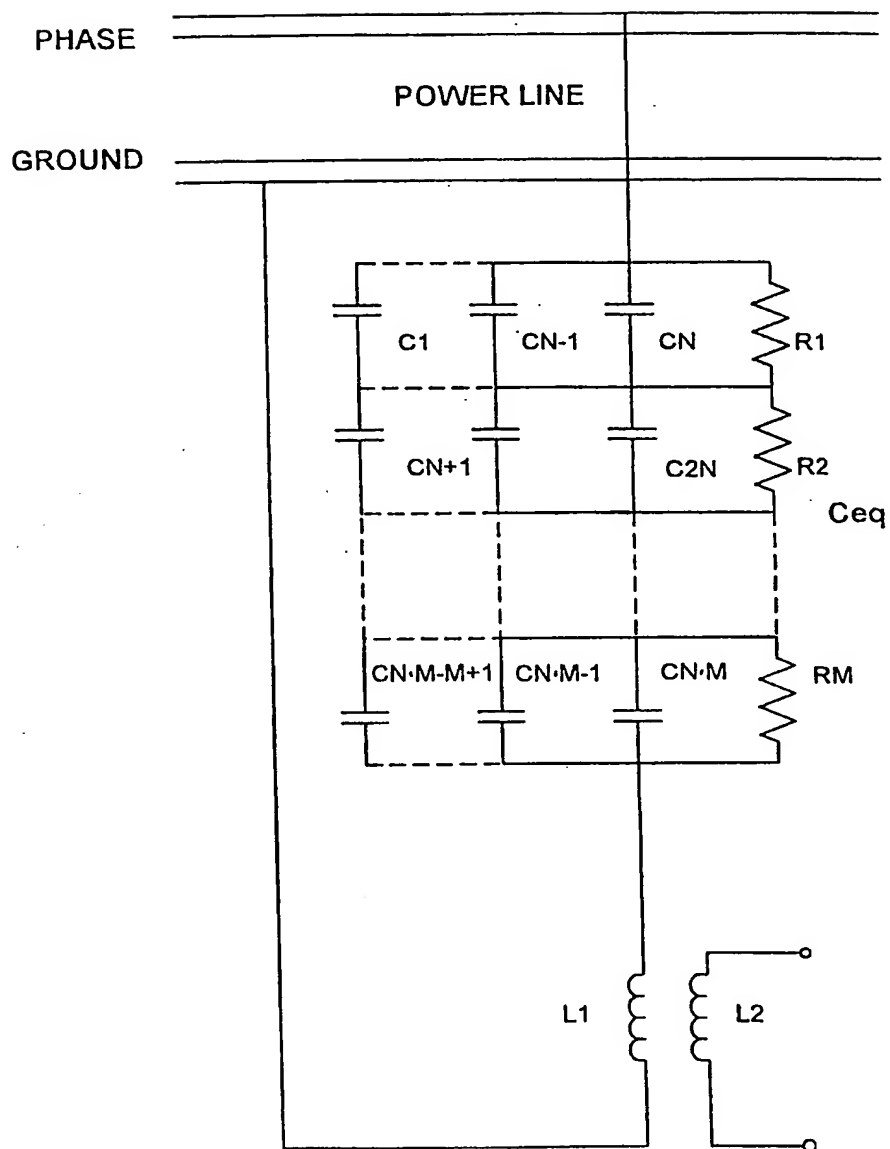 PHASE
POWER LINE
GROUND
C1 CN-1 CN R1
CN+1 C2N R2
Ceq
CN·M-M+1 CN·M-1 CN·M RM
L1 L2